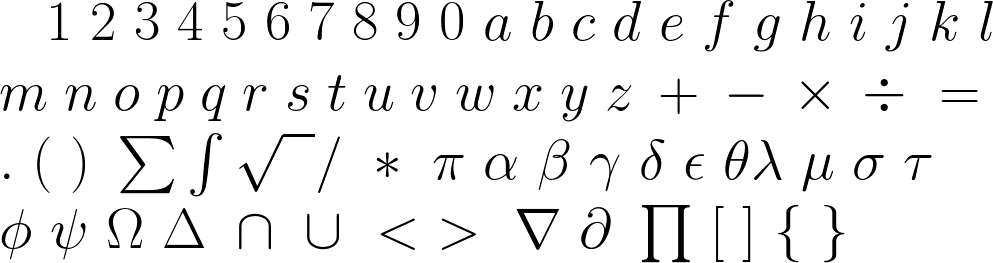 1 2 3 4 5 6 7 8 9 0 a b c d e f g h i j k l
m n o p q r s t u v w x y z + − × ÷ =
. ( ) ∑ ∫ √ / * π α β γ δ ϵ θ λ μ σ τ
ϕ ψ Ω Δ ∩ ∪ < > ∇ ∂ ∏ [ ] { }